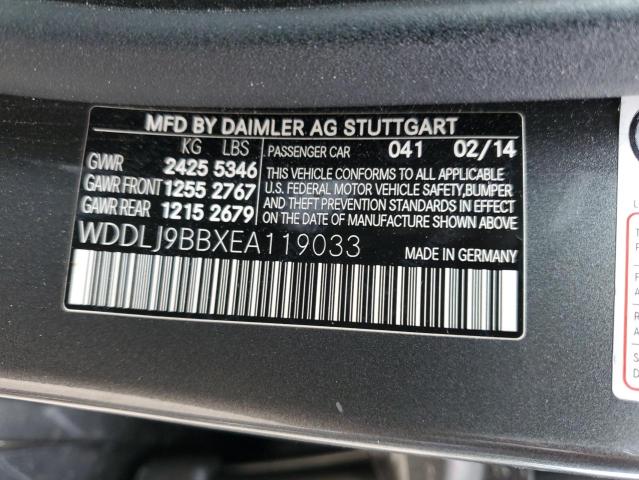 MFD BY DAIMLER AG STUTTGART
KG LBS
GVWR 2425 5346
GAWR FRONT 1255 2767
GAWR REAR 1215 2679
PASSENGER CAR 041 02/14
THIS VEHICLE CONFORMS TO ALL APPLICABLE
U.S. FEDERAL MOTOR VEHICLE SAFETY,BUMPER
AND THEFT PREVENTION STANDARDS IN EFFECT
ON THE DATE OF MANUFACTURE SHOWN ABOVE
WDDLJ9BBXEA119033
MADE IN GERMANY